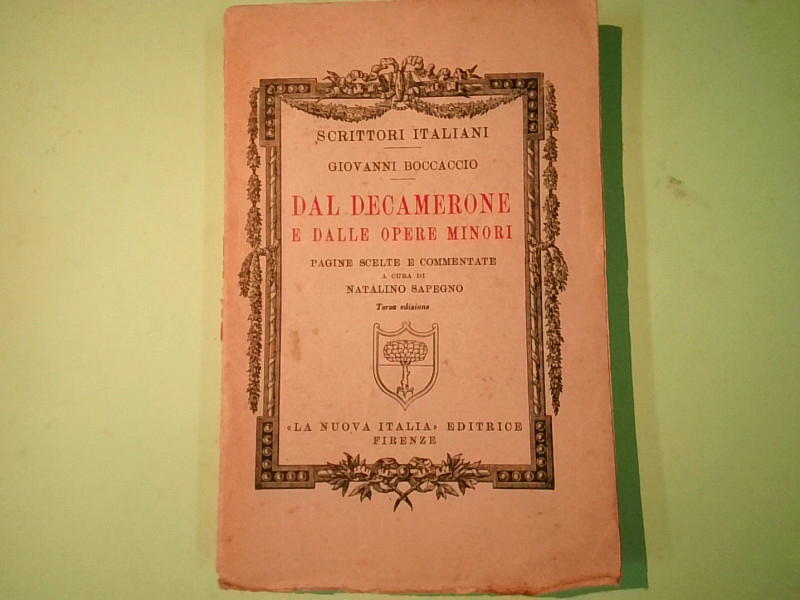 SCRITTORI ITALIANI
GIOVANNI BOCCACCIO
DAL DECAMERONE
E DALLE OPERE MINORI
PAGINE SCELTE E COMMENTATE
A CURA DI
NATALINO SAPEGNO
Terza edizione
«LA NUOVA ITALIA» EDITRICE
FIRENZE